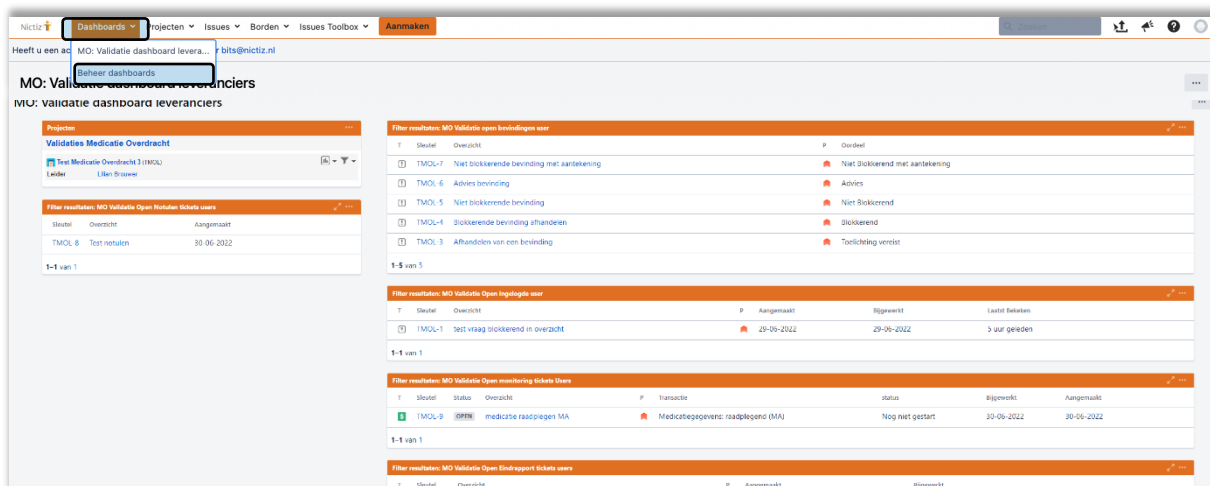 Nictiz Dashboards Projecten Issues Borden Issues Toolbox Aanmaken Zoeken
Heeft u een ac r bits@nictiz.nl
MO: Validatie dashboard levera...
Beheer dashboards
MO: Validatie dashboard leveranciers
MO: Validatie dashboard leveranciers
Projecten
Validaties Medicatie Overdracht
Test Medicatie Overdracht 3 (TMOL)
Leider Lilian Brouwer
Filter resultaten: MO Validatie Open Notulen tickets users
Sleutel Overzicht Aangemaakt
TMOL-8 Test notulen 30-06-2022
1–1 van 1
Filter resultaten: MO Validatie open bevindingen user
T Sleutel Overzicht P Oordeel
TMOL-7 Niet blokkerende bevinding met aantekening Niet Blokkerend met aantekening
TMOL-6 Advies bevinding Advies
TMOL-5 Niet blokkerende bevinding Niet Blokkerend
TMOL-4 Blokkerende bevinding afhandelen Blokkerend
TMOL-3 Afhandelen van een bevinding Toelichting vereist
1–5 van 5
Filter resultaten: MO Validatie Open Ingelogde user
T Sleutel Overzicht P Aangemaakt Bijgewerkt Laatst Bekeken
TMOL-1 test vraag blokkerend in overzicht 29-06-2022 29-06-2022 5 uur geleden
1–1 van 1
Filter resultaten: MO Validatie Open monitoring tickets Users
T Sleutel Status Overzicht P Transactie status Bijgewerkt Aangemaakt
TMOL-9 OPEN medicatie raadplegen MA Medicatiegegevens: raadplegend (MA) Nog niet gestart 30-06-2022 30-06-2022
1–1 van 1
Filter resultaten: MO Validatie Open Eindrapport tickets users
T Sleutel Overzicht P Aangemaakt Bijgewerkt